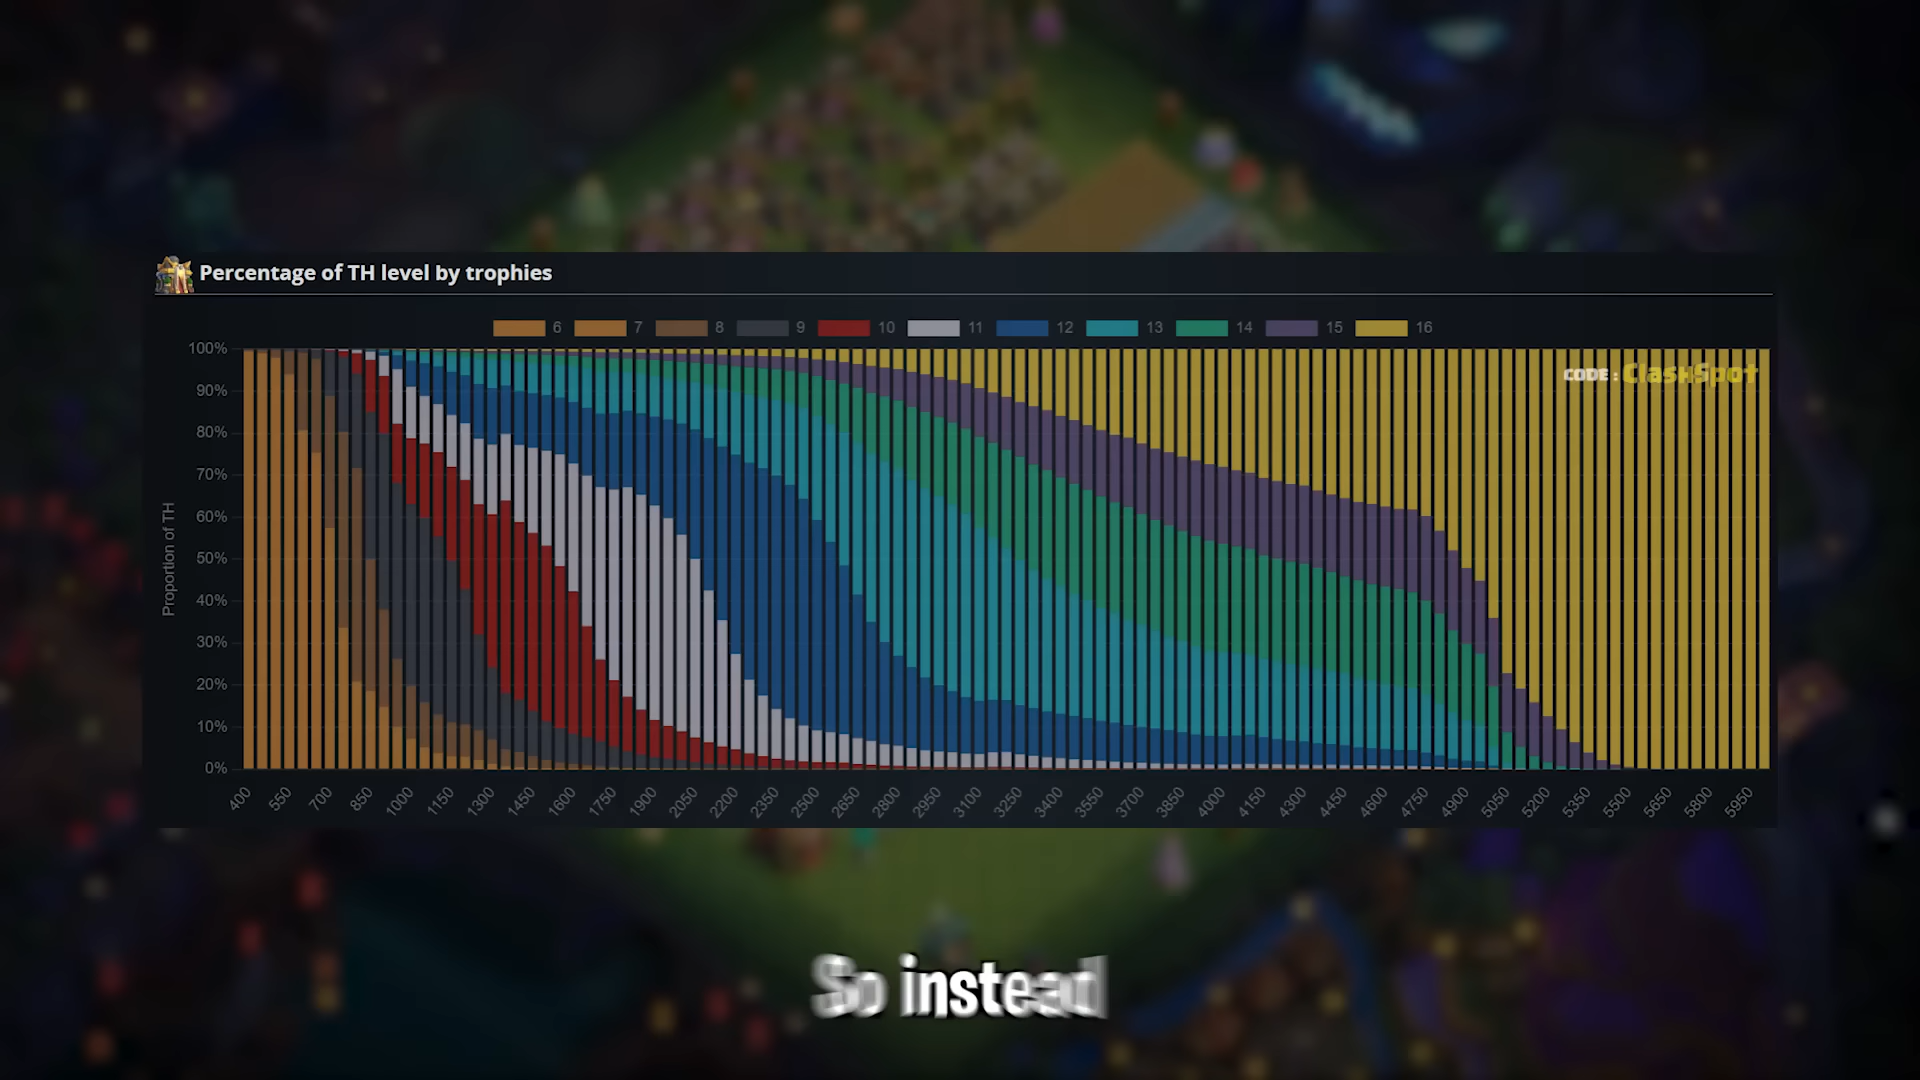 Percentage of TH level by trophies
6 7 8 9 10 11 12 13 14 15 16
CODE : ClashSpot
Proportion of TH
100%
90%
80%
70%
60%
50%
40%
30%
20%
10%
0%
400 550 700 850 1000 1150 1300 1450 1600 1750 1900 2050 2200 2350 2500 2650 2800 2950 3100 3250 3400 3550 3700 3850 4000 4150 4300 4450 4600 4750 4900 5050 5200 5350 5500 5650 5800 5950
So instead